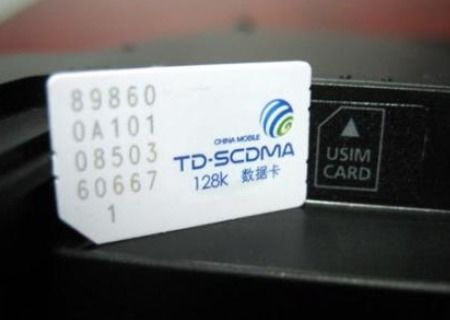 89860
0A101
08503
60667
1
CHINA MOBILE
TD-SCDMA
128k 数据卡
USIM
CARD